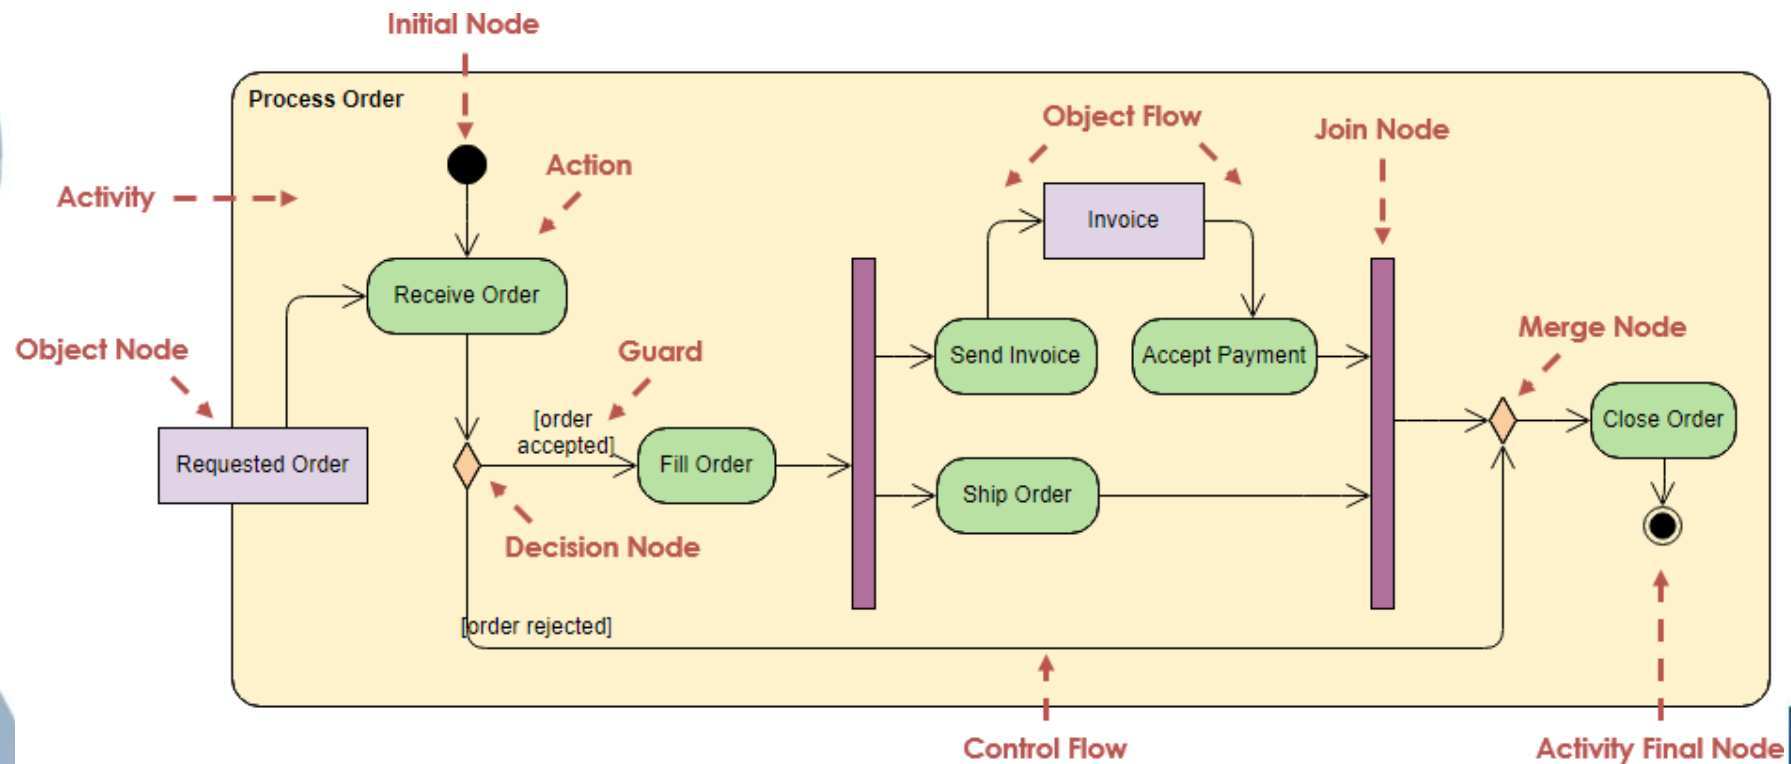 Initial Node
Process Order
Object Flow
Join Node
Action
Activity
Invoice
Receive Order
Merge Node
Object Node
Guard
Send Invoice
Accept Payment
[order
accepted]
Close Order
Requested Order
Fill Order
Ship Order
Decision Node
[order rejected]
Control Flow
Activity Final Node